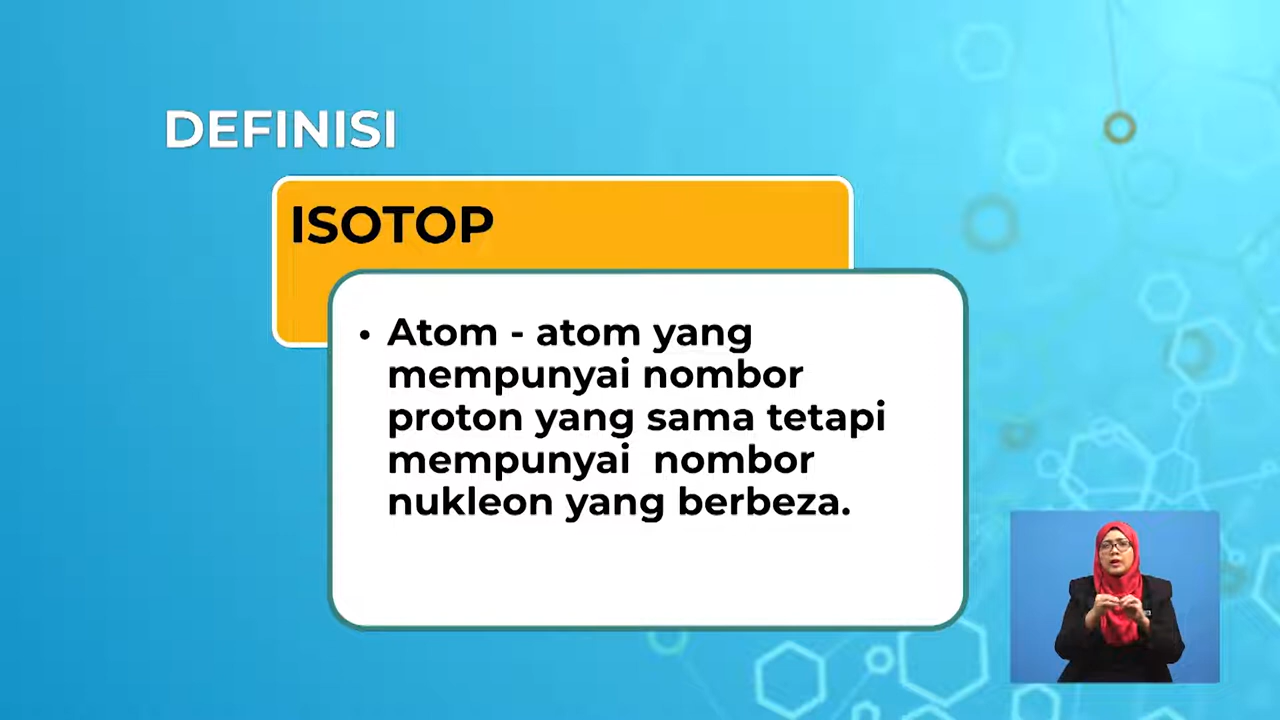 DEFINISI
ISOTOP
• Atom - atom yang
mempunyai nombor
proton yang sama tetapi
mempunyai  nombor
nukleon yang berbeza.